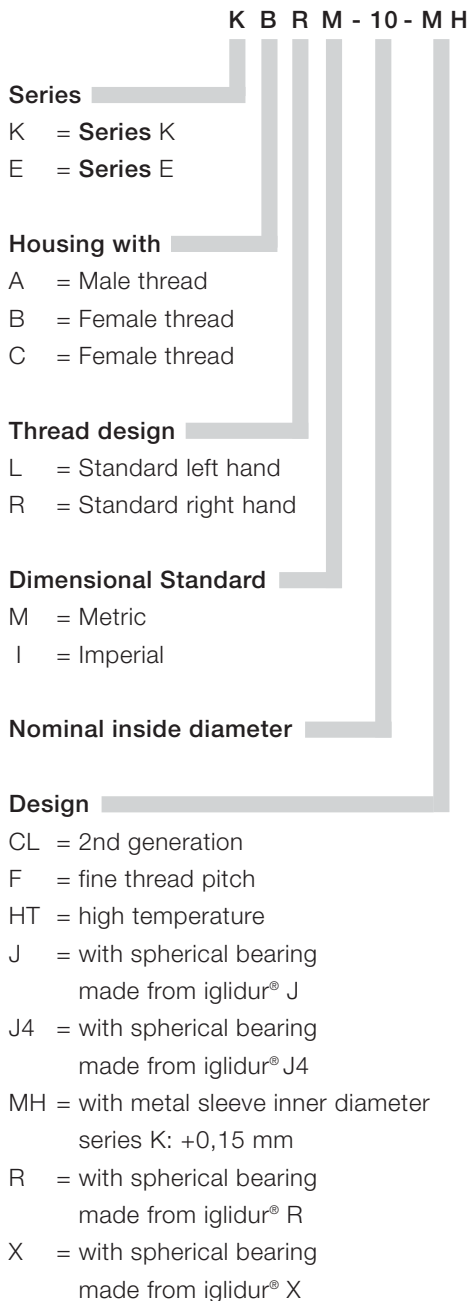 K B R M - 10 - M H
Series
K = Series K
E = Series E
Housing with
A = Male thread
B = Female thread
C = Female thread
Thread design
L = Standard left hand
R = Standard right hand
Dimensional Standard
M = Metric
I = Imperial
Nominal inside diameter
Design
CL = 2nd generation
F = fine thread pitch
HT = high temperature
J = with spherical bearing
made from iglidur® J
J4 = with spherical bearing
made from iglidur® J4
MH = with metal sleeve inner diameter
series K: +0,15 mm
R = with spherical bearing
made from iglidur® R
X = with spherical bearing
made from iglidur® X